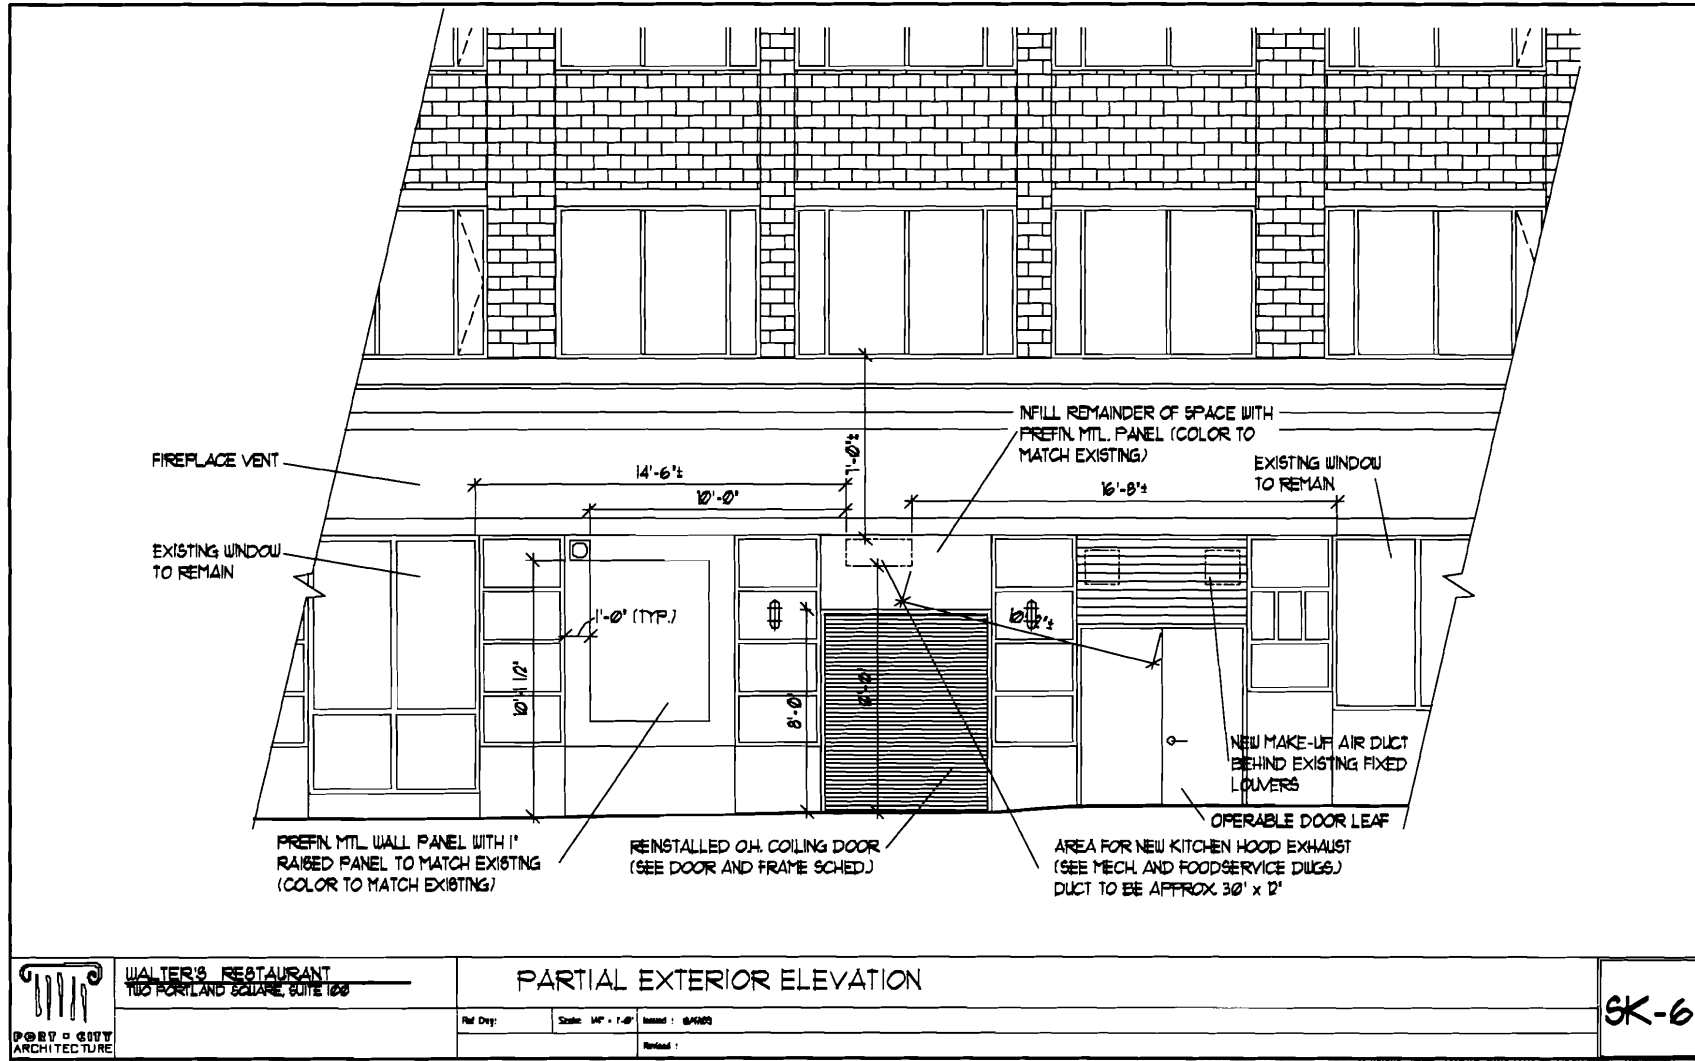 INFILL REMAINDER OF SPACE WITH
PREFIN. MTL. PANEL (COLOR TO
MATCH EXISTING)
FIREPLACE VENT
14'-6"±
7'-0"±
EXISTING WINDOW
TO REMAIN
10'-0"
16'-8"±
EXISTING WINDOW
TO REMAIN
1'-0" (TYP.)
10'-1 1/2"
8'-0"
NEW MAKE-UP AIR DUCT
BEHIND EXISTING FIXED
LOUVERS
OPERABLE DOOR LEAF
PREFIN. MTL. WALL PANEL WITH 1"
RAISED PANEL TO MATCH EXISTING
(COLOR TO MATCH EXISTING)
REINSTALLED O.H. COILING DOOR
(SEE DOOR AND FRAME SCHED.)
AREA FOR NEW KITCHEN HOOD EXHAUST
(SEE MECH. AND FOODSERVICE DWGS.)
DUCT TO BE APPROX. 30" x 12"
PORT CITY
ARCHITECTURE
WALTER'S RESTAURANT
TWO PORTLAND SQUARE, SUITE 100
PARTIAL EXTERIOR ELEVATION
Ref Dwg:
Scale: 1/4" = 1'-0"
Issued :
Revised :
SK-6